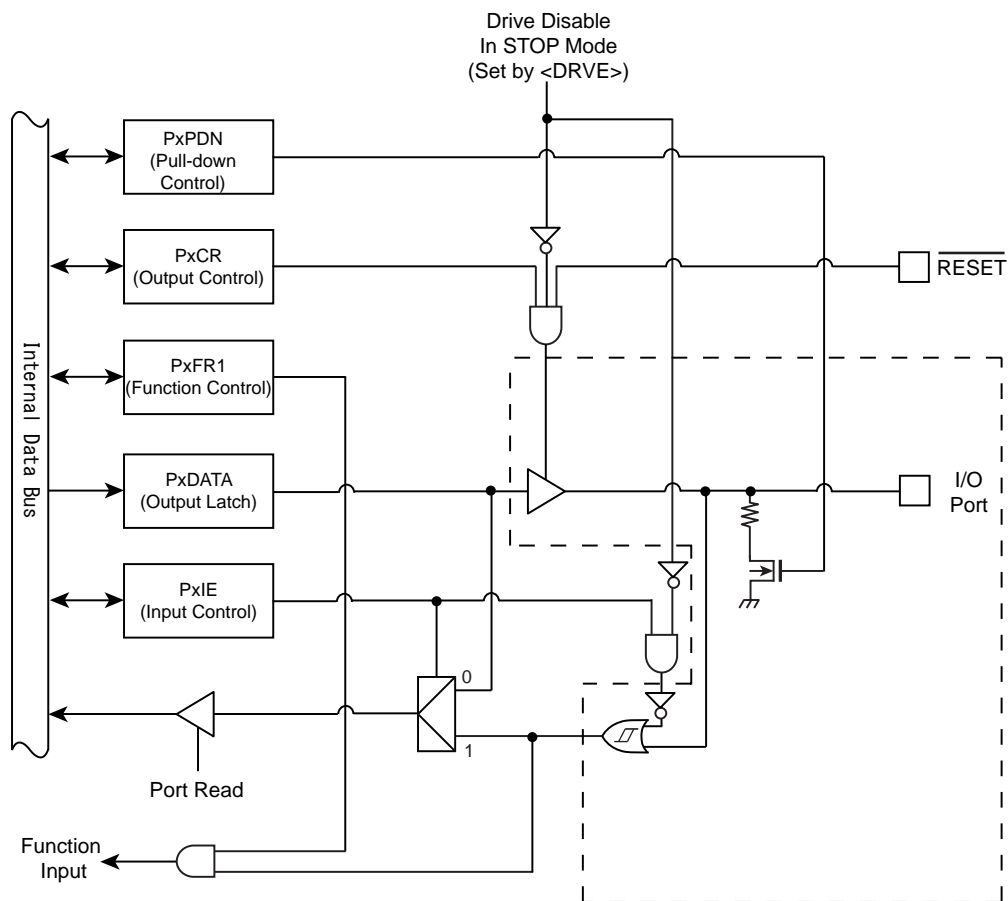 Drive Disable
In STOP Mode
(Set by <DRVE>)
PxPDN
(Pull-down
Control)
PxCR
(Output Control)
RESET
PxFR1
(Function Control)
Internal Data Bus
PxDATA
(Output Latch)
I/O
Port
PxIE
(Input Control)
0
1
Port Read
Function
Input